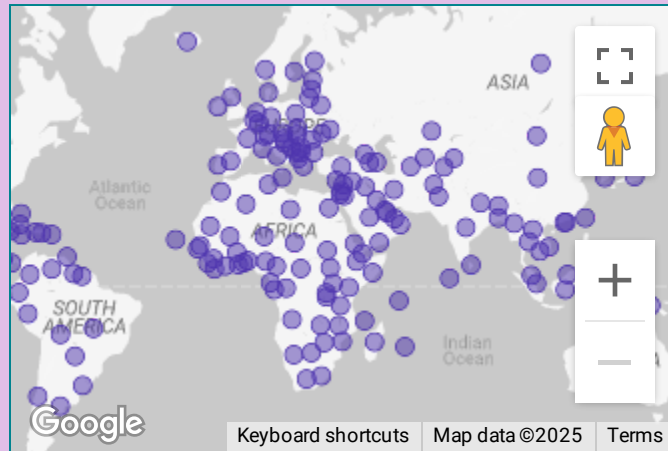 ASIA
Atlantic
Ocean
AFRICA
SOUTH
AMERICA
Indian
Ocean
Google
Keyboard shortcuts
Map data ©2025
Terms